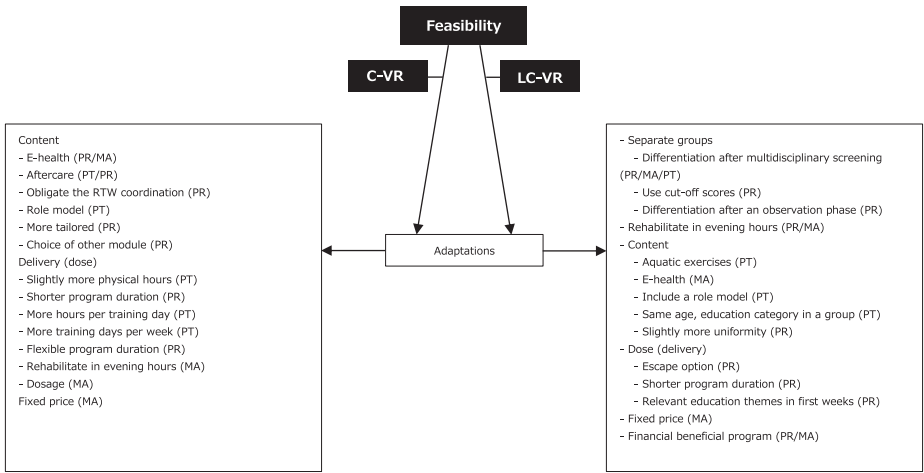 Feasibility
C-VR
LC-VR
Adaptations
Content
- E-health (PR/MA)
- Aftercare (PT/PR)
- Obligate the RTW coordination (PR)
- Role model (PT)
- More tailored (PR)
- Choice of other module (PR)
Delivery (dose)
- Slightly more physical hours (PT)
- Shorter program duration (PR)
- More hours per training day (PT)
- More training days per week (PT)
- Flexible program duration (PR)
- Rehabilitate in evening hours (MA)
- Dosage (MA)
Fixed price (MA)
- Separate groups
- Differentiation after multidisciplinary screening
(PR/MA/PT)
- Use cut-off scores (PR)
- Differentiation after an observation phase (PR)
- Rehabilitate in evening hours (PR/MA)
- Content
- Aquatic exercises (PT)
- E-health (MA)
- Include a role model (PT)
- Same age, education category in a group (PT)
- Slightly more uniformity (PR)
- Dose (delivery)
- Escape option (PR)
- Shorter program duration (PR)
- Relevant education themes in first weeks (PR)
- Fixed price (MA)
- Financial beneficial program (PR/MA)